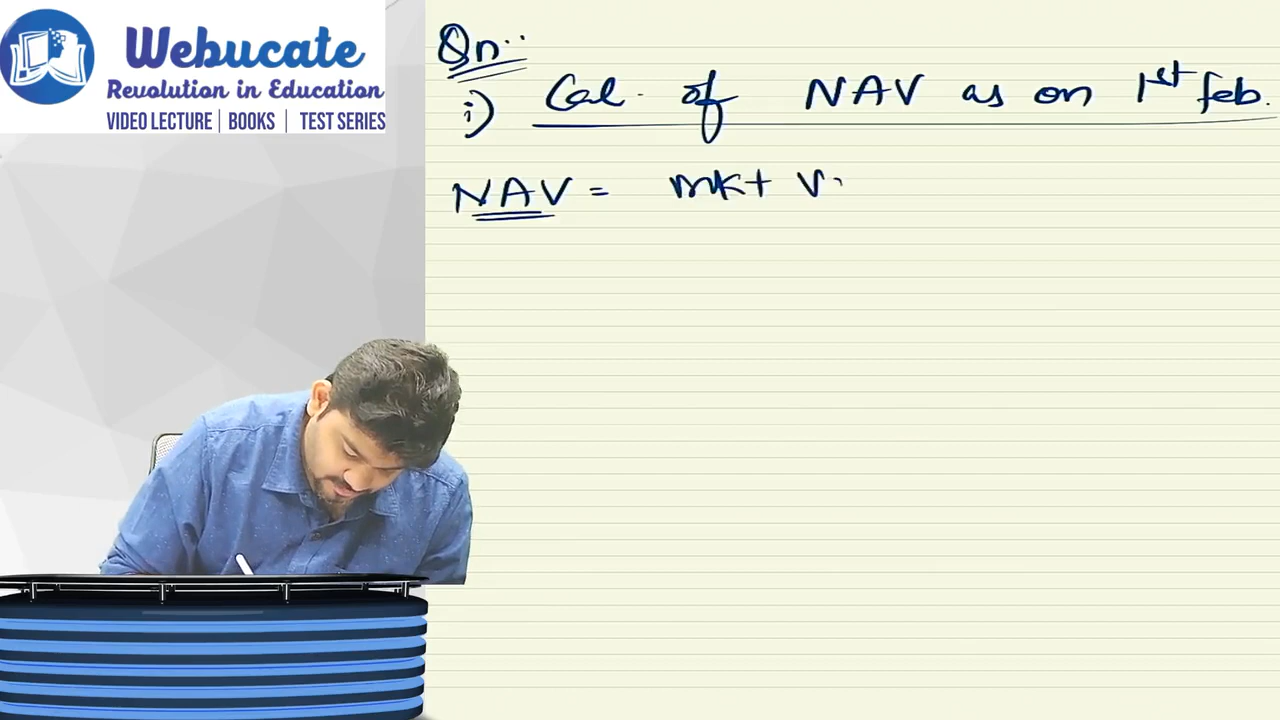 Webucate
Revolution in Education
VIDEO LECTURE | BOOKS | TEST SERIES
Qn:
i) Cal. of NAV as on 1st feb.
NAV = mkt v.